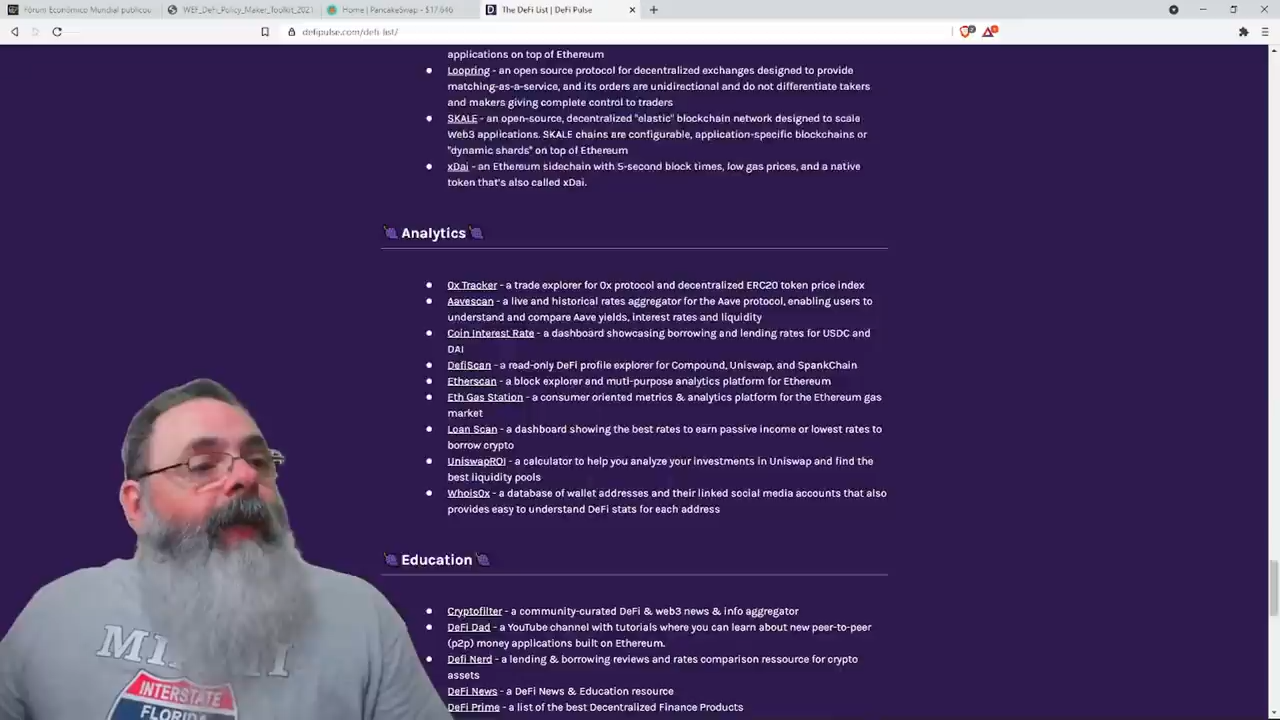 Fórum Econômico Mundial publicou
WEF_DeFi_Policy_Maker_Toolkit_2021
Home | PancakeSwap - $17.646
The DeFi List | DeFi Pulse
defipulse.com/defi-list/
applications on top of Ethereum
Loopring - an open source protocol for decentralized exchanges designed to provide
matching-as-a-service, and its orders are unidirectional and do not differentiate takers
and makers giving complete control to traders
SKALE - an open-source, decentralized "elastic" blockchain network designed to scale
Web3 applications. SKALE chains are configurable, application-specific blockchains or
"dynamic shards" on top of Ethereum
xDai - an Ethereum sidechain with 5-second block times, low gas prices, and a native
token that's also called xDai.
Analytics
0x Tracker - a trade explorer for 0x protocol and decentralized ERC20 token price index
Aavescan - a live and historical rates aggregator for the Aave protocol, enabling users to
understand and compare Aave yields, interest rates and liquidity
Coin Interest Rate - a dashboard showcasing borrowing and lending rates for USDC and
DAI
DefiScan - a read-only DeFi profile explorer for Compound, Uniswap, and SpankChain
Etherscan - a block explorer and muti-purpose analytics platform for Ethereum
Eth Gas Station - a consumer oriented metrics & analytics platform for the Ethereum gas
market
Loan Scan - a dashboard showing the best rates to earn passive income or lowest rates to
borrow crypto
UniswapROI - a calculator to help you analyze your investments in Uniswap and find the
best liquidity pools
Whois0x - a database of wallet addresses and their linked social media accounts that also
provides easy to understand DeFi stats for each address
Education
Cryptofilter - a community-curated DeFi & web3 news & info aggregator
DeFi Dad - a YouTube channel with tutorials where you can learn about new peer-to-peer
(p2p) money applications built on Ethereum.
Defi Nerd - a lending & borrowing reviews and rates comparison ressource for crypto
assets
DeFi News - a DeFi News & Education resource
DeFi Prime - a list of the best Decentralized Finance Products
INTERSTATE
FLORIDA